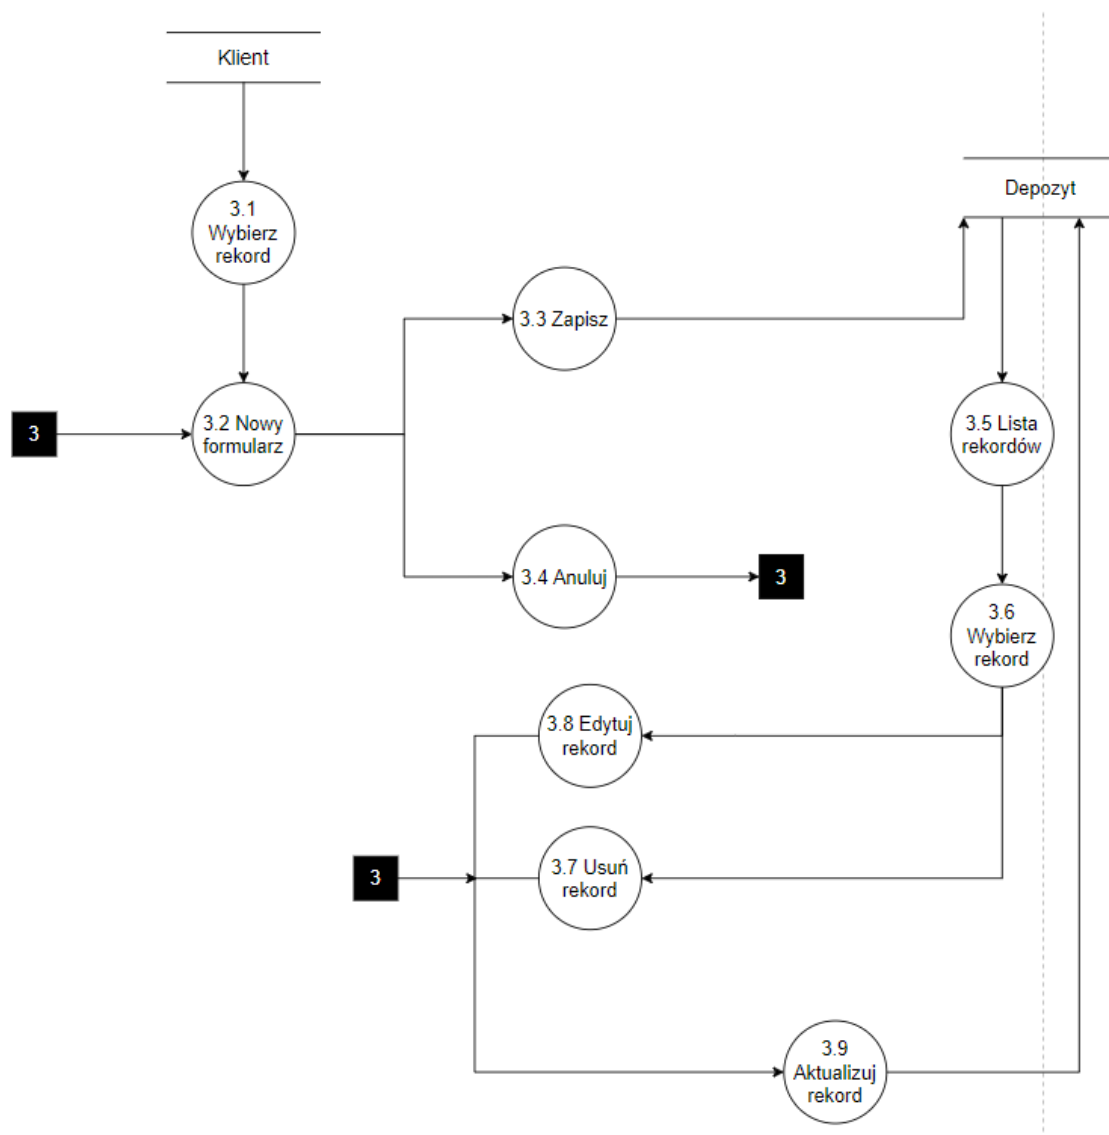 Klient
Depozyt
3.1
Wybierz
rekord
3.3 Zapisz
3
3.2 Nowy
formularz
3.5 Lista
rekordów
3.4 Anuluj
3
3.6
Wybierz
rekord
3.8 Edytuj
rekord
3
3.7 Usuń
rekord
3.9
Aktualizuj
rekord